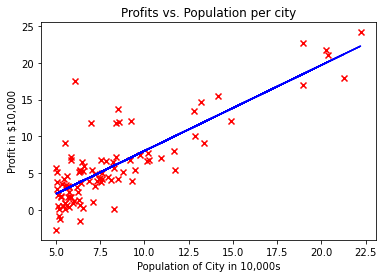 Profits vs. Population per city
Profit in $10,000
25
20
15
10
5
0
5.0 7.5 10.0 12.5 15.0 17.5 20.0 22.5
Population of City in 10,000s